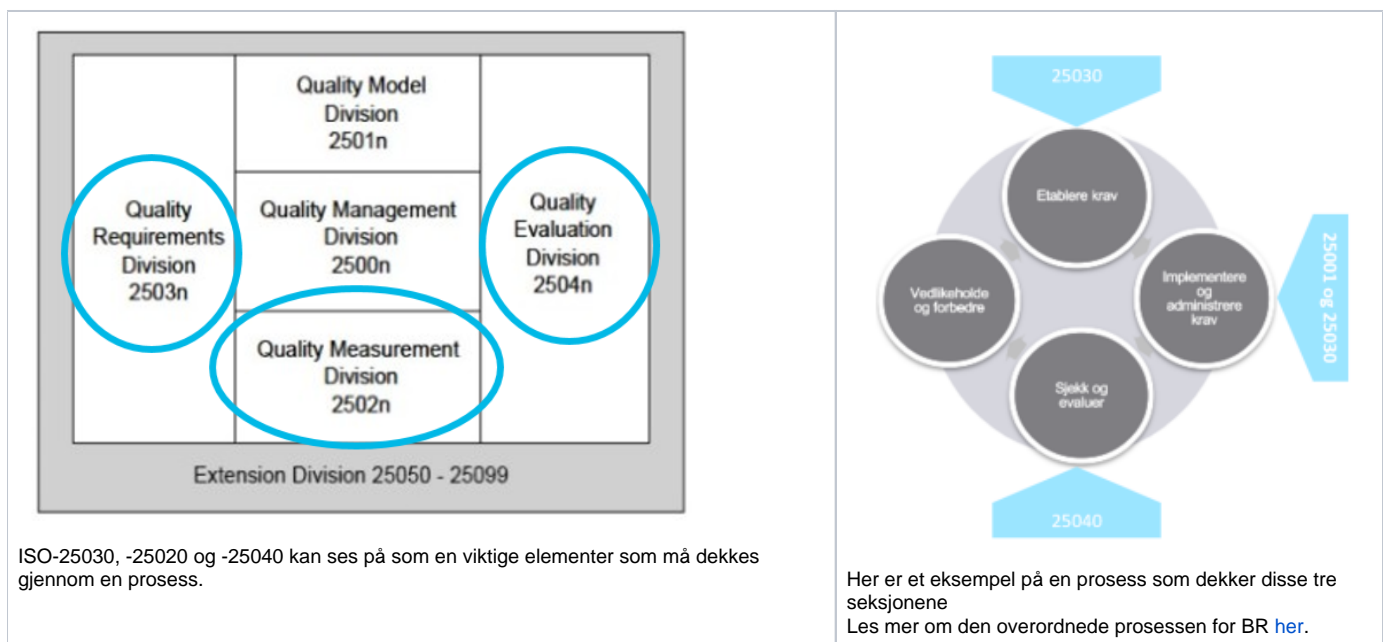 Quality Model
Division
2501n
Quality
Requirements
Division
2503n
Quality Management
Division
2500n
Quality
Evaluation
Division
2504n
Quality Measurement
Division
2502n
Extension Division 25050 - 25099
ISO-25030, -25020 og -25040 kan ses på som en viktige elementer som må dekkes
gjennom en prosess.
25030
Etablere krav
Implementere
og
administrere
krav
25001 og 25030
Vedlikeholde
og forbedre
Sjekk og
evaluer
25040
Her er et eksempel på en prosess som dekker disse tre
seksjonene
Les mer om den overordnede prosessen for BR her.